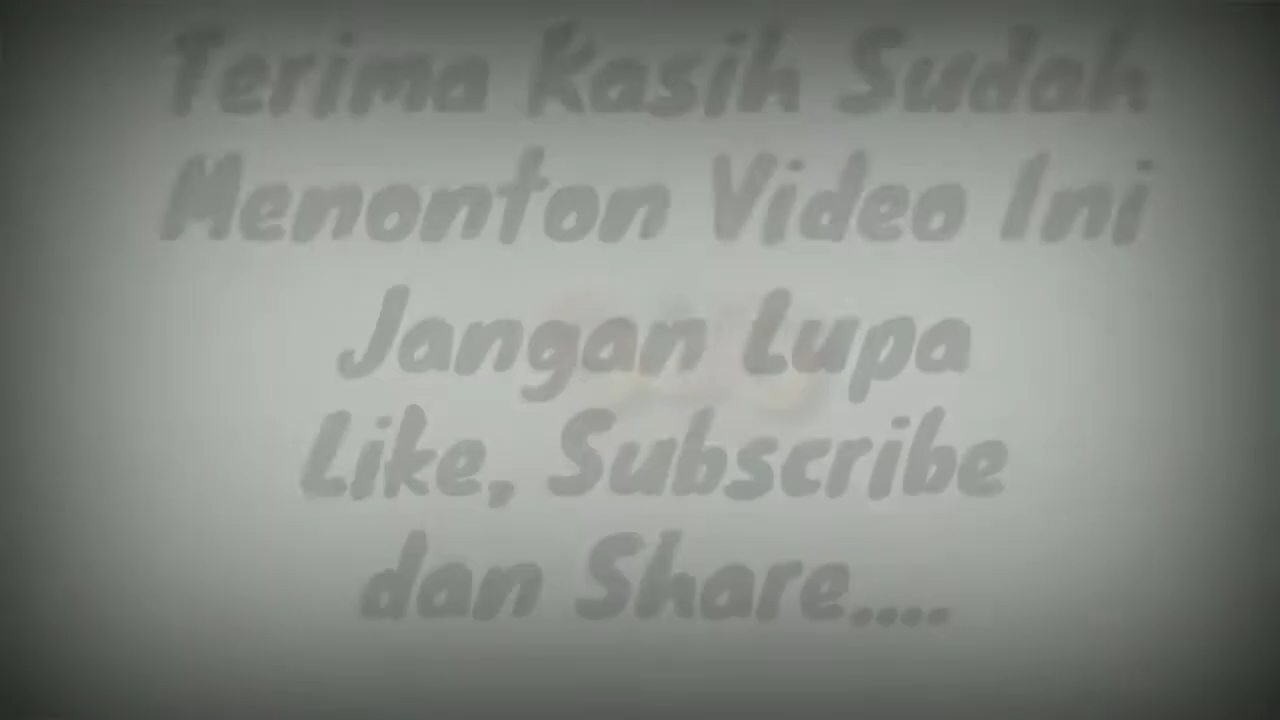 Terima Kasih Sudah
Menonton Video Ini
Jangan Lupa
Like, Subscribe
dan Share....